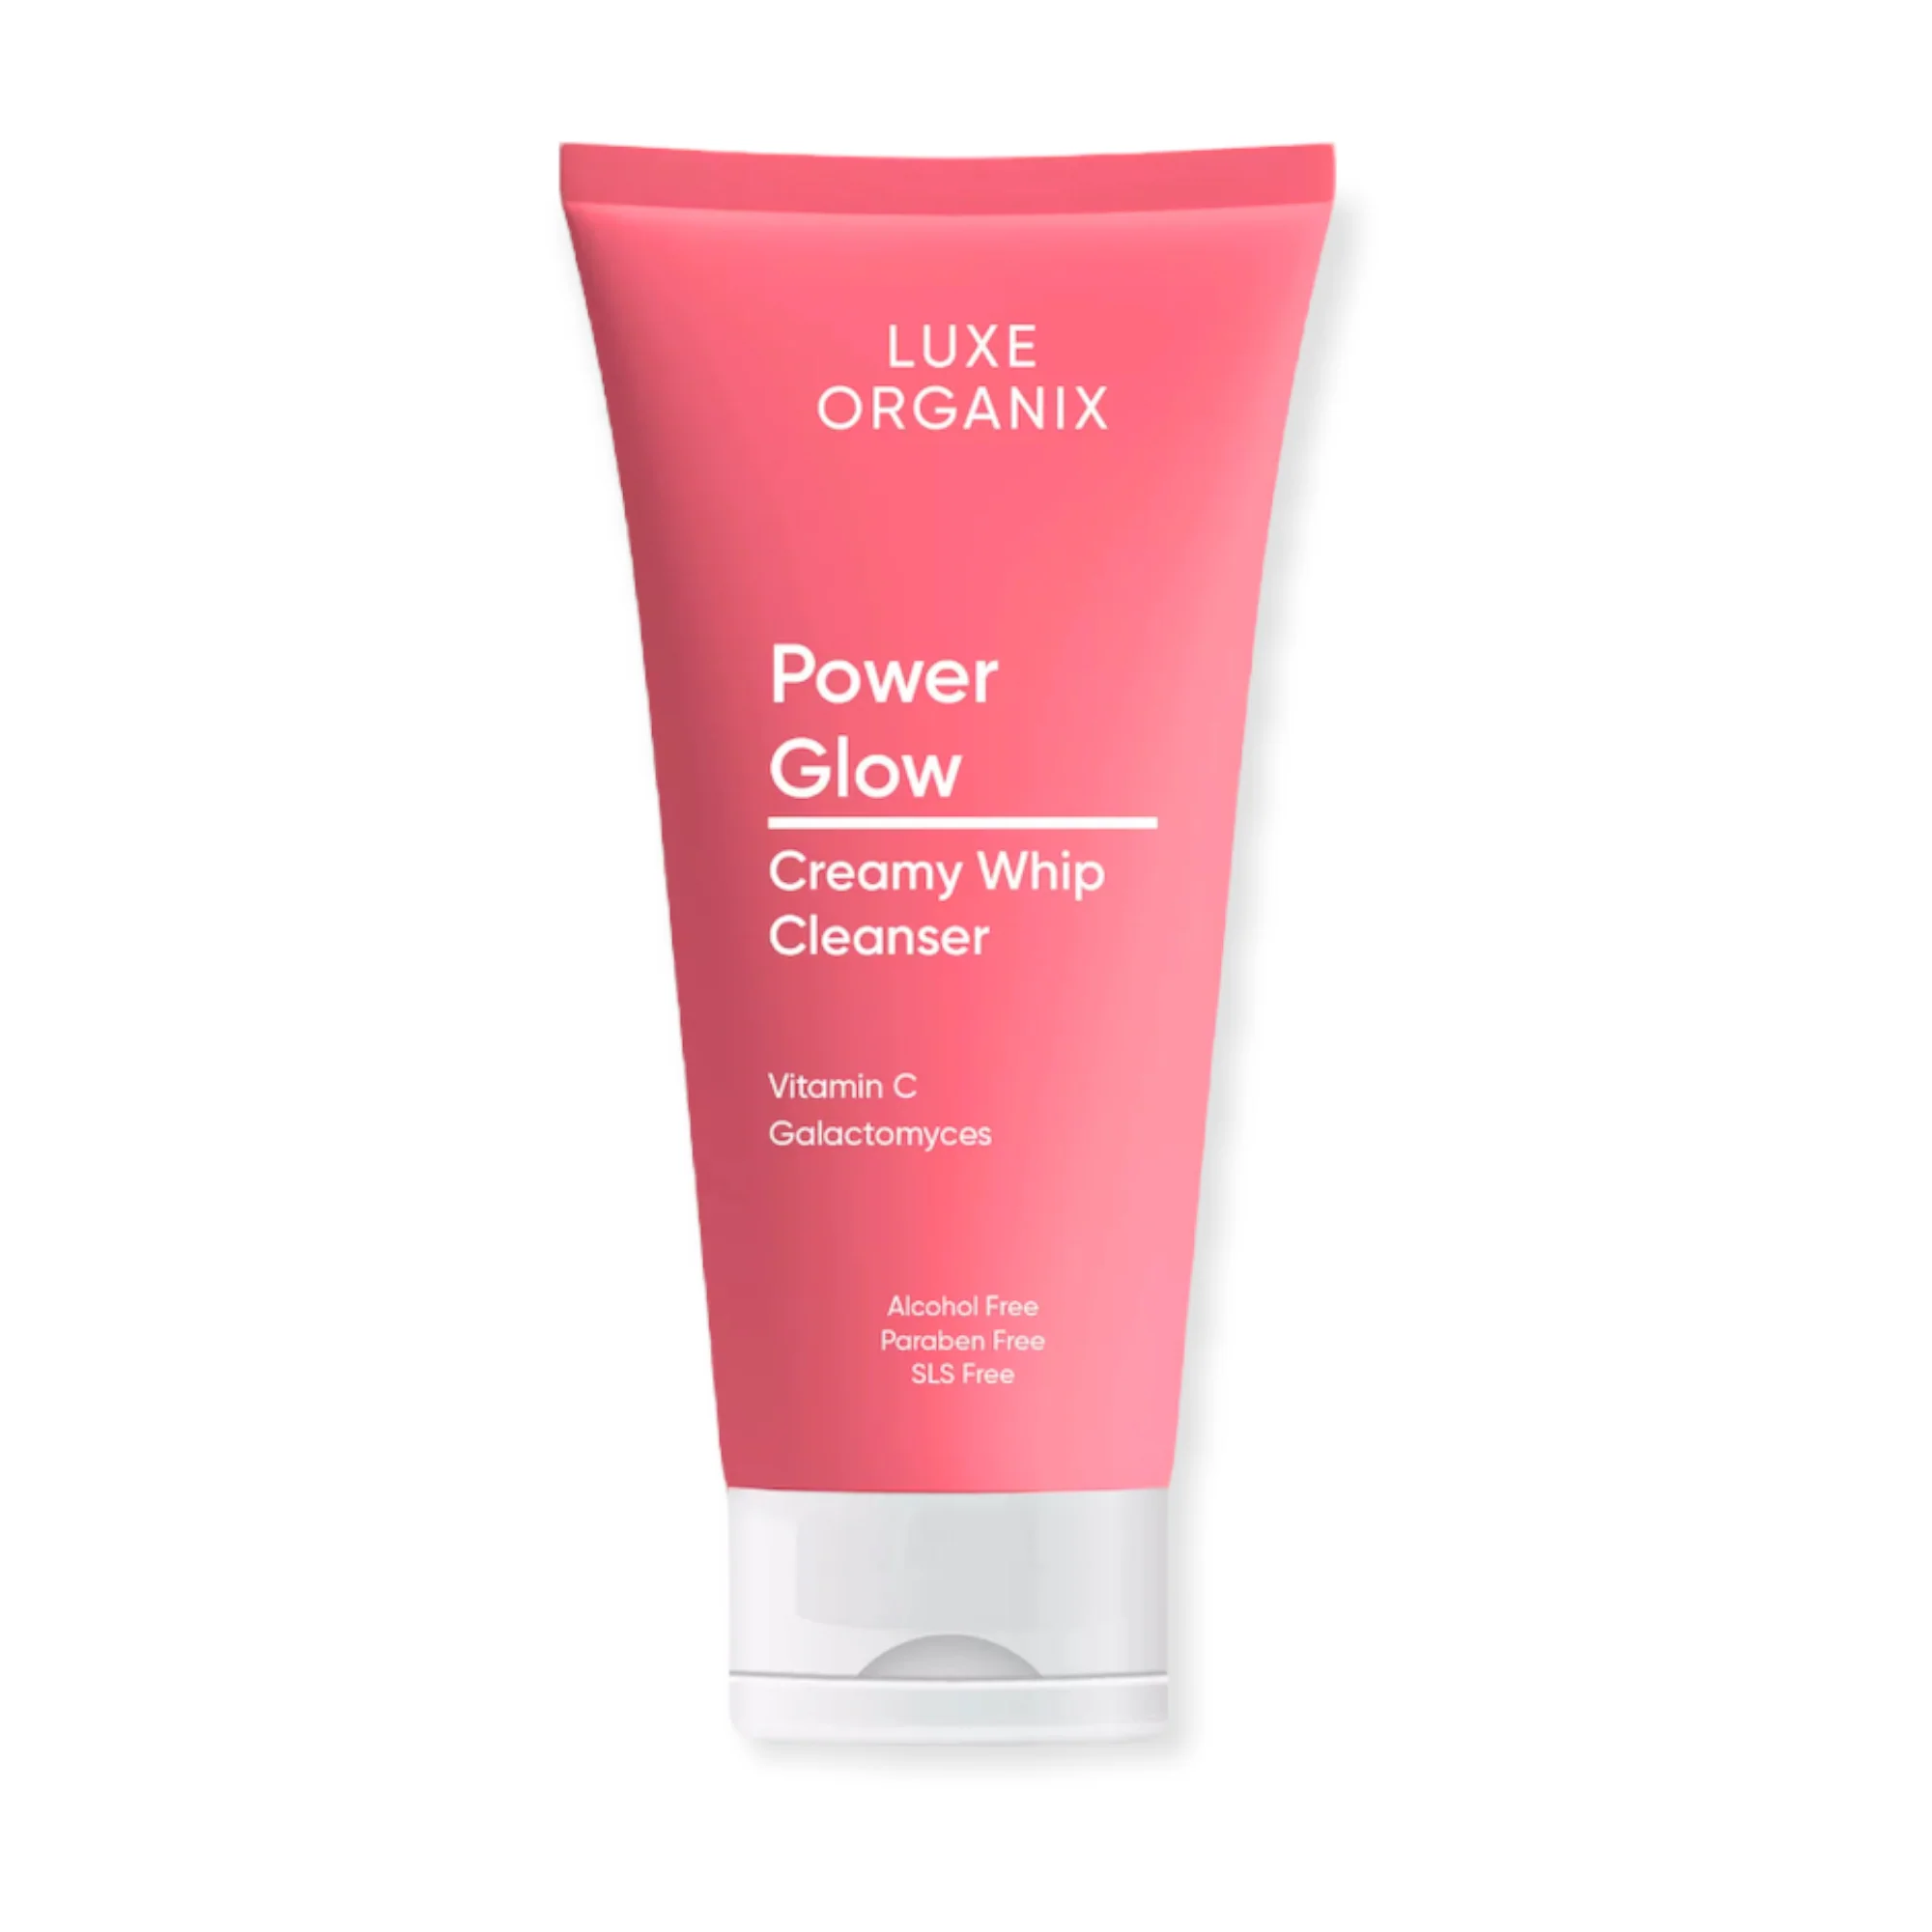 LUXE
ORGANIX
Power
Glow
Creamy Whip
Cleanser
Vitamin C
Galactomyces
Alcohol Free
Paraben Free
SLS Free